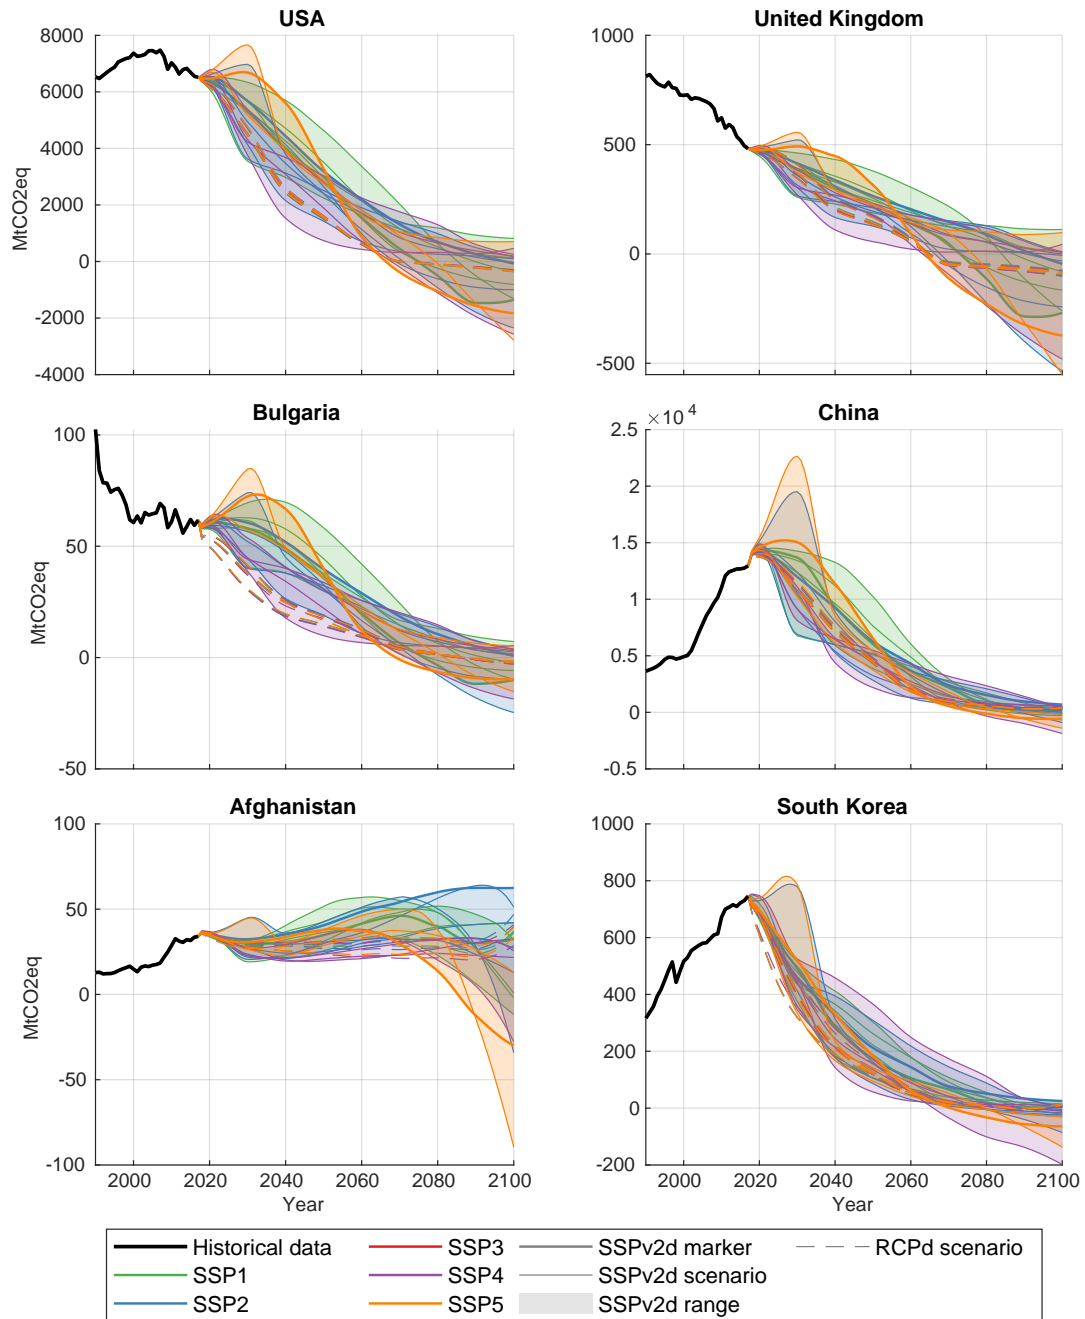 USA
United Kingdom
8000
6000
4000
2000
0
-2000
-4000
MtCO2eq
1000
500
0
-500
Bulgaria
China
100
50
0
-50
MtCO2eq
×10^4
2.5
2
1.5
1
0.5
0
-0.5
Afghanistan
South Korea
100
50
0
-50
-100
MtCO2eq
2000 2020 2040 2060 2080 2100
Year
1000
800
600
400
200
0
-200
2000 2020 2040 2060 2080 2100
Year
Historical data SSP3 SSPv2d marker RCPd scenario
SSP1 SSP4 SSPv2d scenario
SSP2 SSP5 SSPv2d range